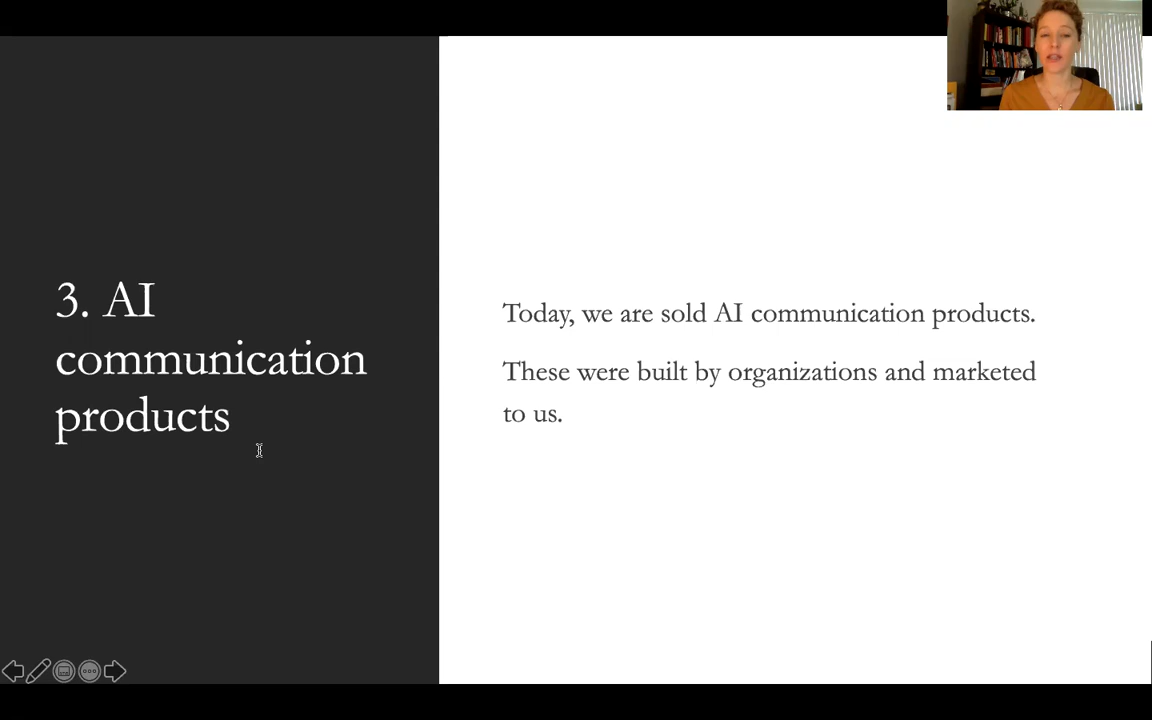 3. AI
communication
products
Today, we are sold AI communication products.
These were built by organizations and marketed
to us.